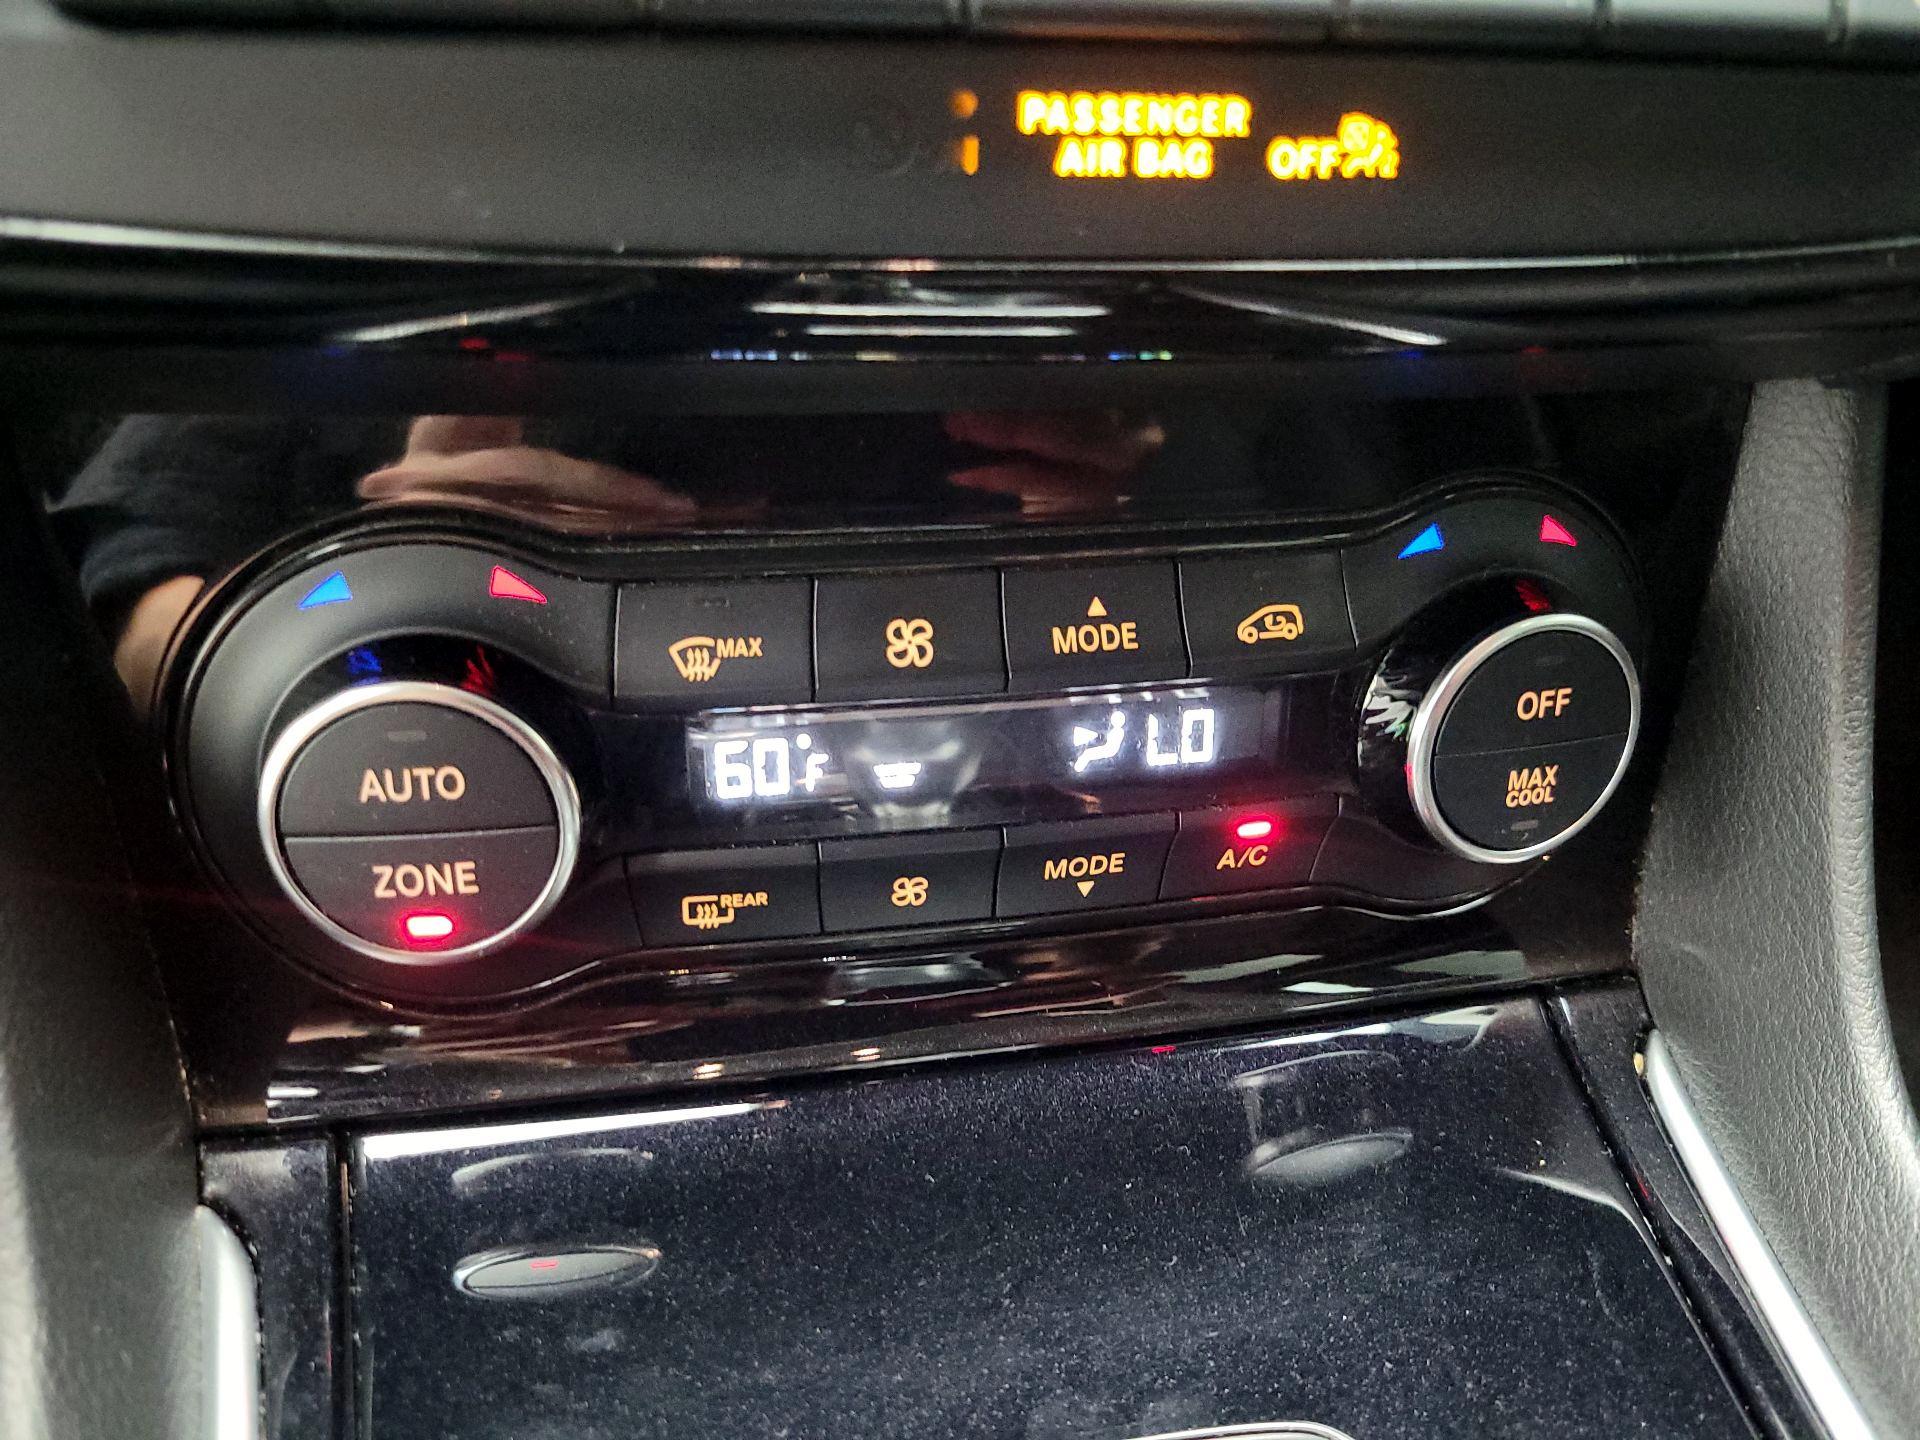 PASSENGER
AIR BAG OFF
MAX
MODE
OFF
MAX
COOL
AUTO
ZONE
60°F
LO
REAR
MODE
A/C